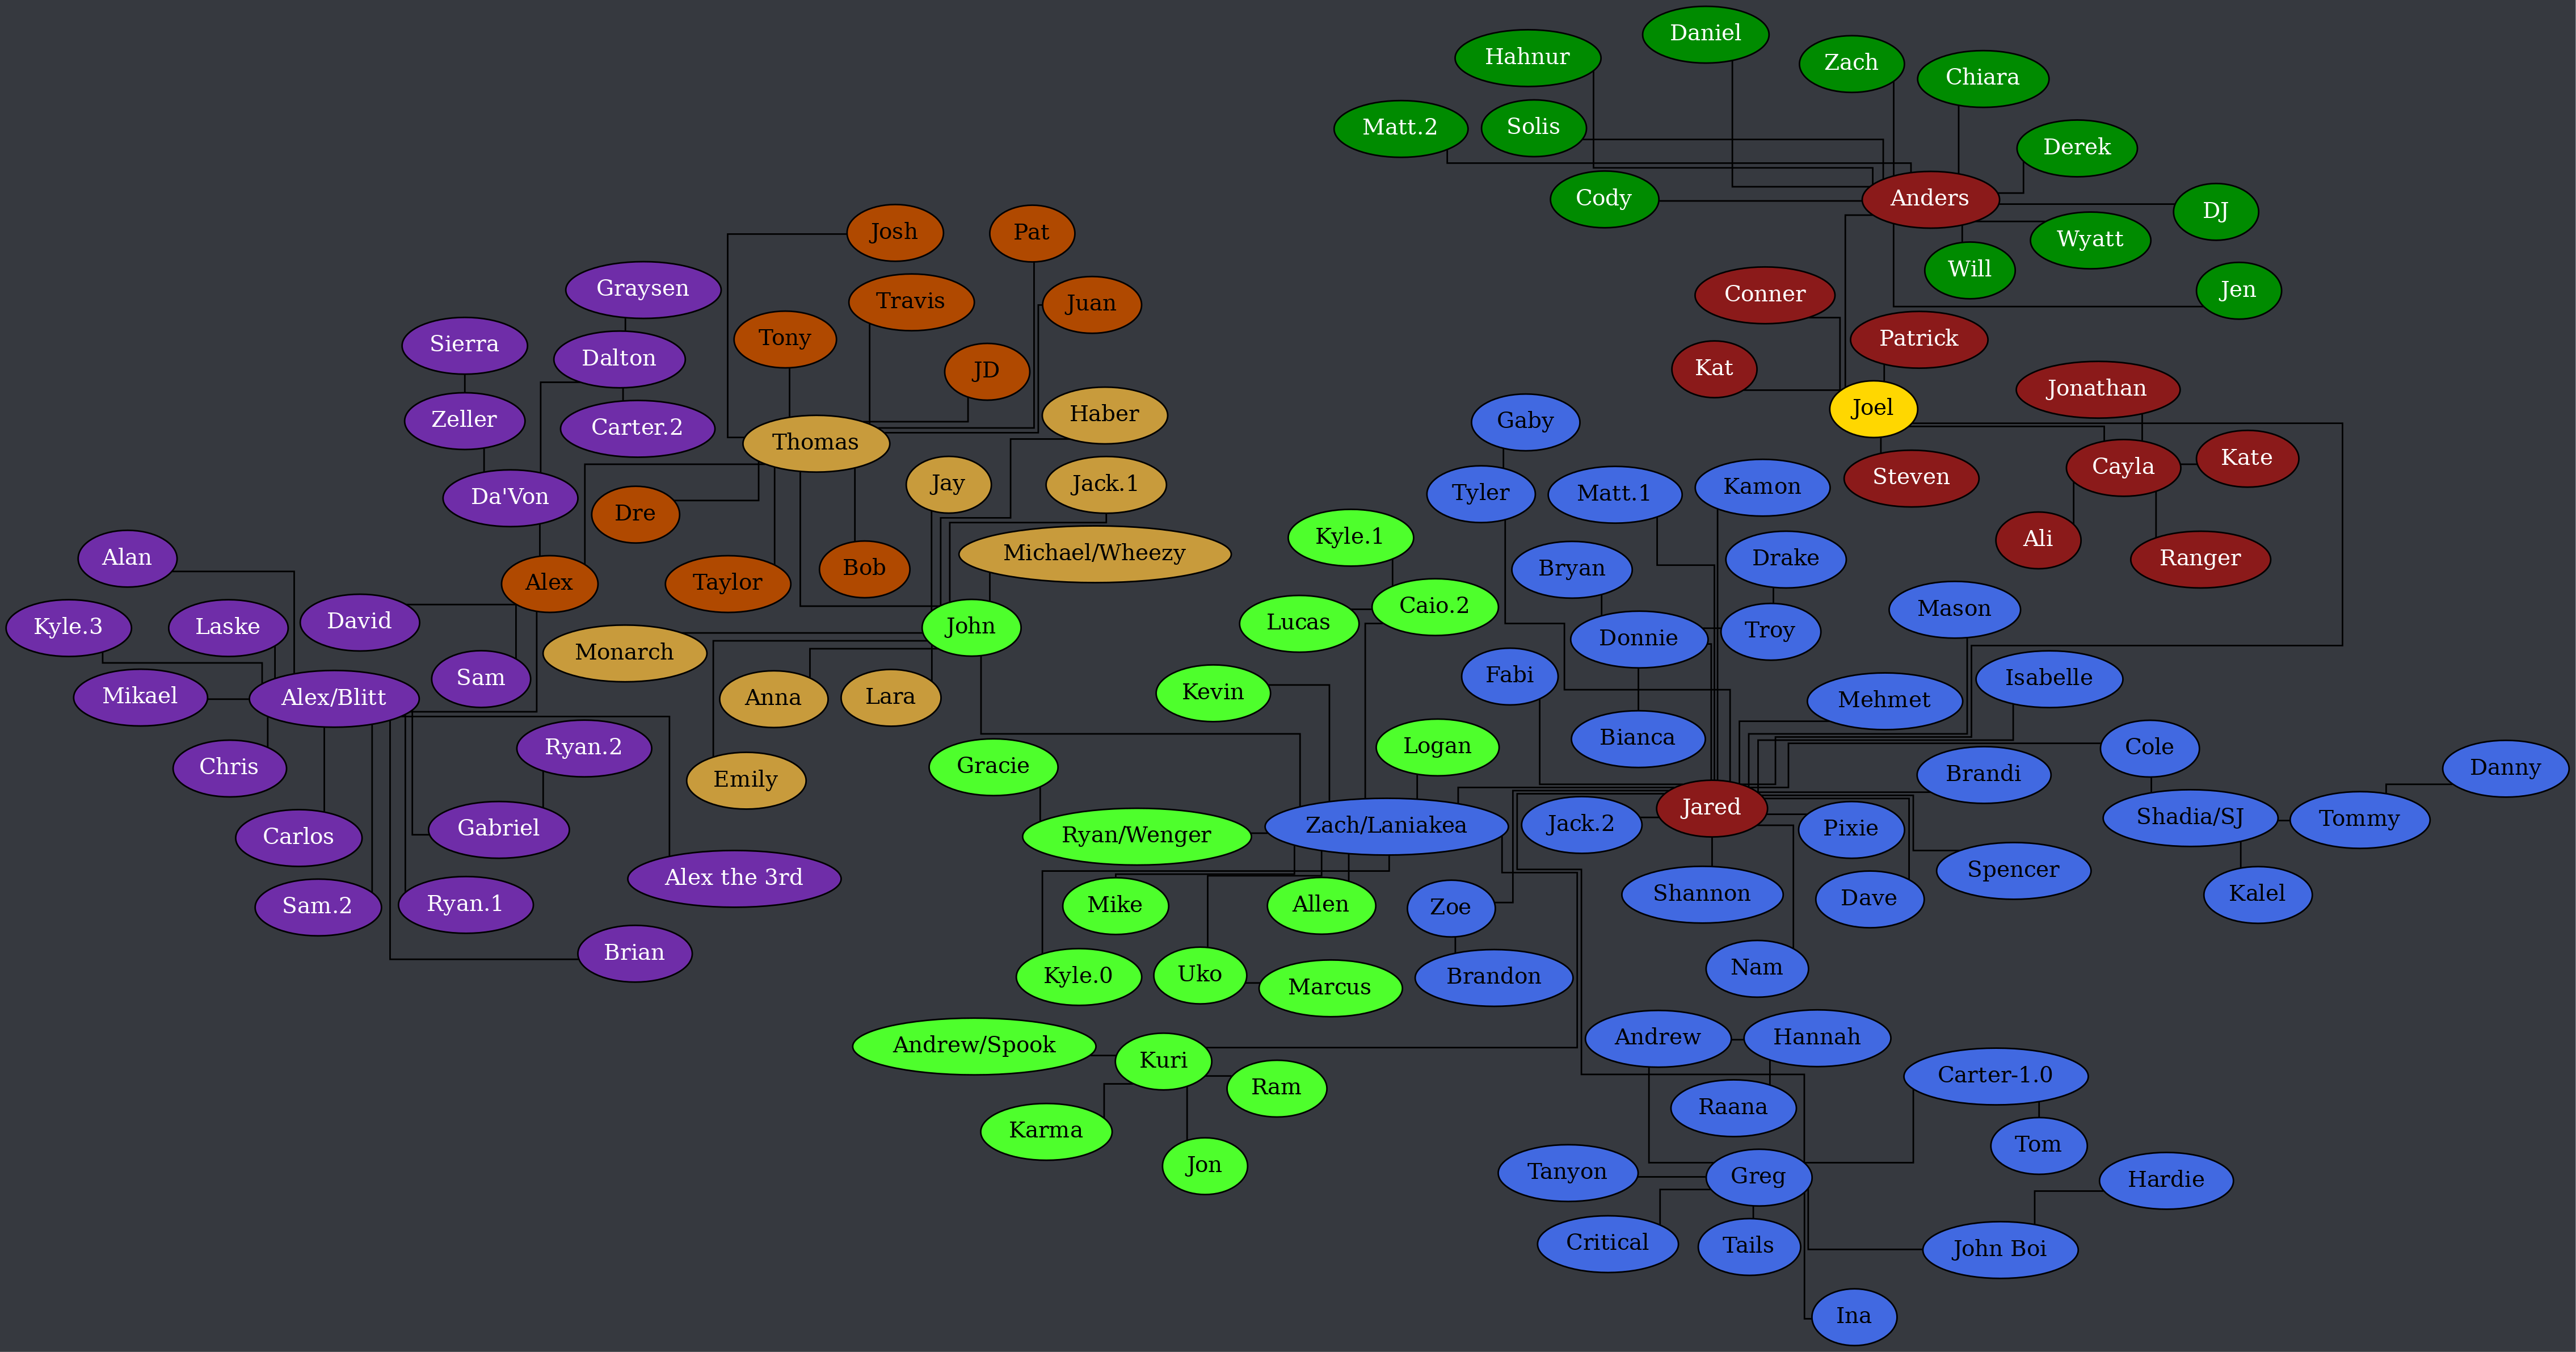 Daniel
Hahnur
Zach
Chiara
Matt.2
Solis
Derek
Cody
Anders
DJ
Josh
Pat
Wyatt
Will
Graysen
Travis
Juan
Conner
Jen
Sierra
Dalton
Tony
Patrick
JD
Kat
Jonathan
Zeller
Carter.2
Thomas
Haber
Gaby
Joel
Da'Von
Jay
Jack.1
Tyler
Matt.1
Kamon
Steven
Cayla
Kate
Dre
Alan
Alex
Taylor
Bob
Michael/Wheezy
Kyle.1
Bryan
Drake
Ali
Ranger
Kyle.3
Laske
David
John
Lucas
Caio.2
Donnie
Troy
Mason
Monarch
Mikael
Alex/Blitt
Sam
Anna
Lara
Kevin
Fabi
Mehmet
Isabelle
Chris
Ryan.2
Emily
Gracie
Logan
Bianca
Brandi
Cole
Danny
Carlos
Gabriel
Ryan/Wenger
Zach/Laniakea
Jack.2
Jared
Pixie
Shadia/SJ
Tommy
Sam.2
Ryan.1
Alex the 3rd
Mike
Allen
Zoe
Shannon
Dave
Spencer
Kalel
Brian
Kyle.0
Uko
Marcus
Brandon
Nam
Andrew/Spook
Kuri
Ram
Andrew
Hannah
Carter-1.0
Karma
Jon
Raana
Tom
Tanyon
Greg
Hardie
Critical
Tails
John Boi
Ina